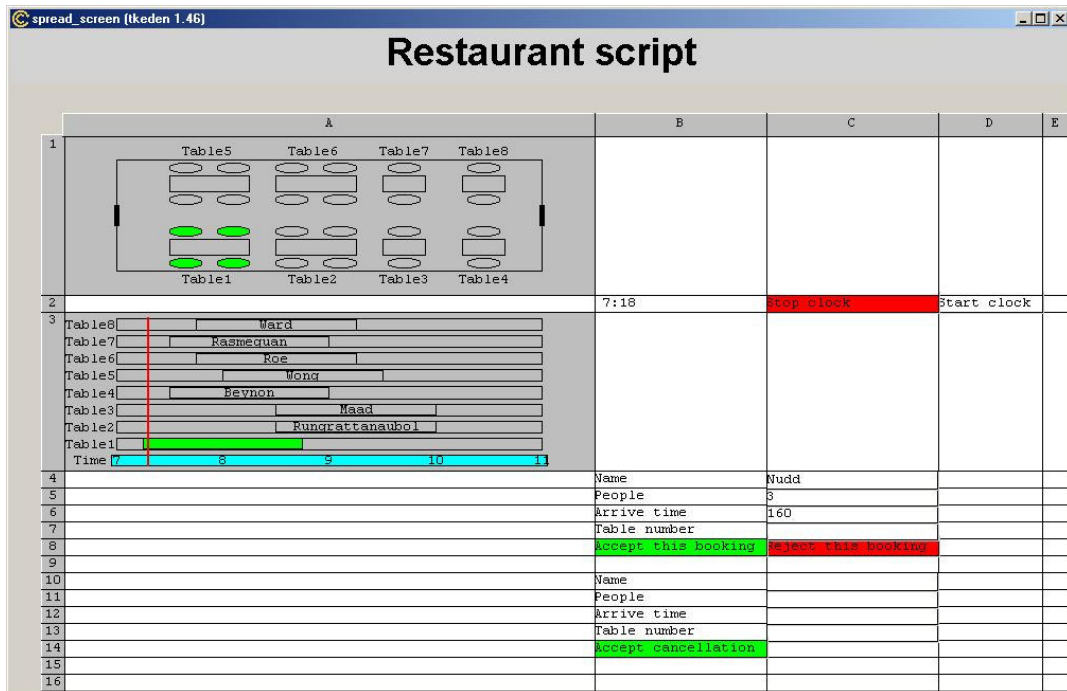 spread_screen (tkeden 1.46)
Restaurant script
A B C D E
1
Table5 Table6 Table7 Table8
Table1 Table2 Table3 Table4
2 7:18 Stop clock Start clock
3
Table8 Ward
Table7 Rasmequan
Table6 Roe
Table5 Wong
Table4 Beynon
Table3 Maad
Table2 Rungrattanaubol
Table1
Time 7 8 9 10 11
4 Name Nudd
5 People 3
6 Arrive time 160
7 Table number
8 Accept this booking Reject this booking
9
10 Name
11 People
12 Arrive time
13 Table number
14 Accept cancellation
15
16